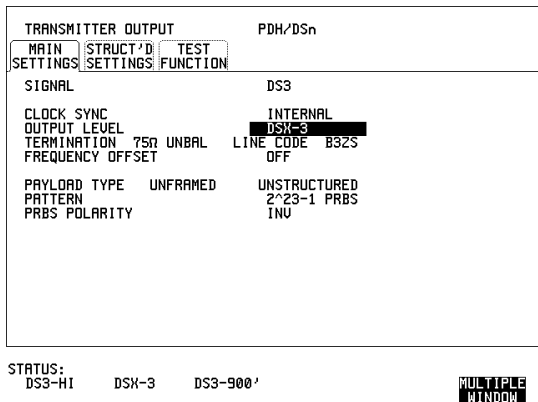 TRANSMITTER OUTPUT PDH/DSn
MAIN SETTINGS STRUCT'D SETTINGS TEST FUNCTION
SIGNAL DS3
CLOCK SYNC INTERNAL
OUTPUT LEVEL DSX-3
TERMINATION 75Ω UNBAL LINE CODE B3ZS
FREQUENCY OFFSET OFF
PAYLOAD TYPE UNFRAMED UNSTRUCTURED
PATTERN 2^23-1 PRBS
PRBS POLARITY INV
STATUS:
DS3-HI DSX-3 DS3-900'
MULTIPLE
WINDOW